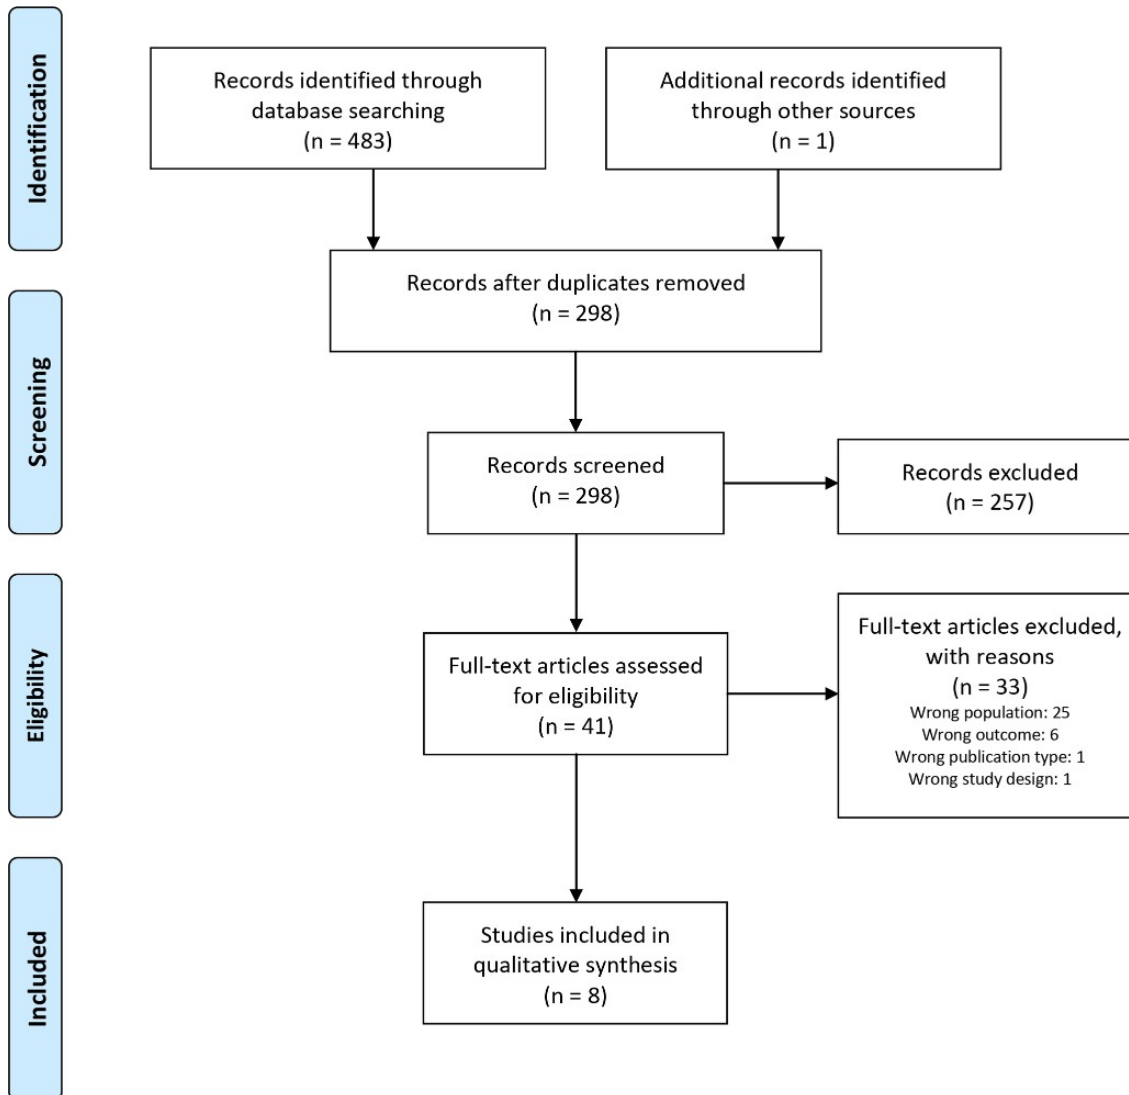 Identification
Records identified through
database searching
(n = 483)
Additional records identified
through other sources
(n = 1)
Records after duplicates removed
(n = 298)
Screening
Records screened
(n = 298)
Records excluded
(n = 257)
Eligibility
Full-text articles assessed
for eligibility
(n = 41)
Full-text articles excluded,
with reasons
(n = 33)
Wrong population: 25
Wrong outcome: 6
Wrong publication type: 1
Wrong study design: 1
Included
Studies included in
qualitative synthesis
(n = 8)